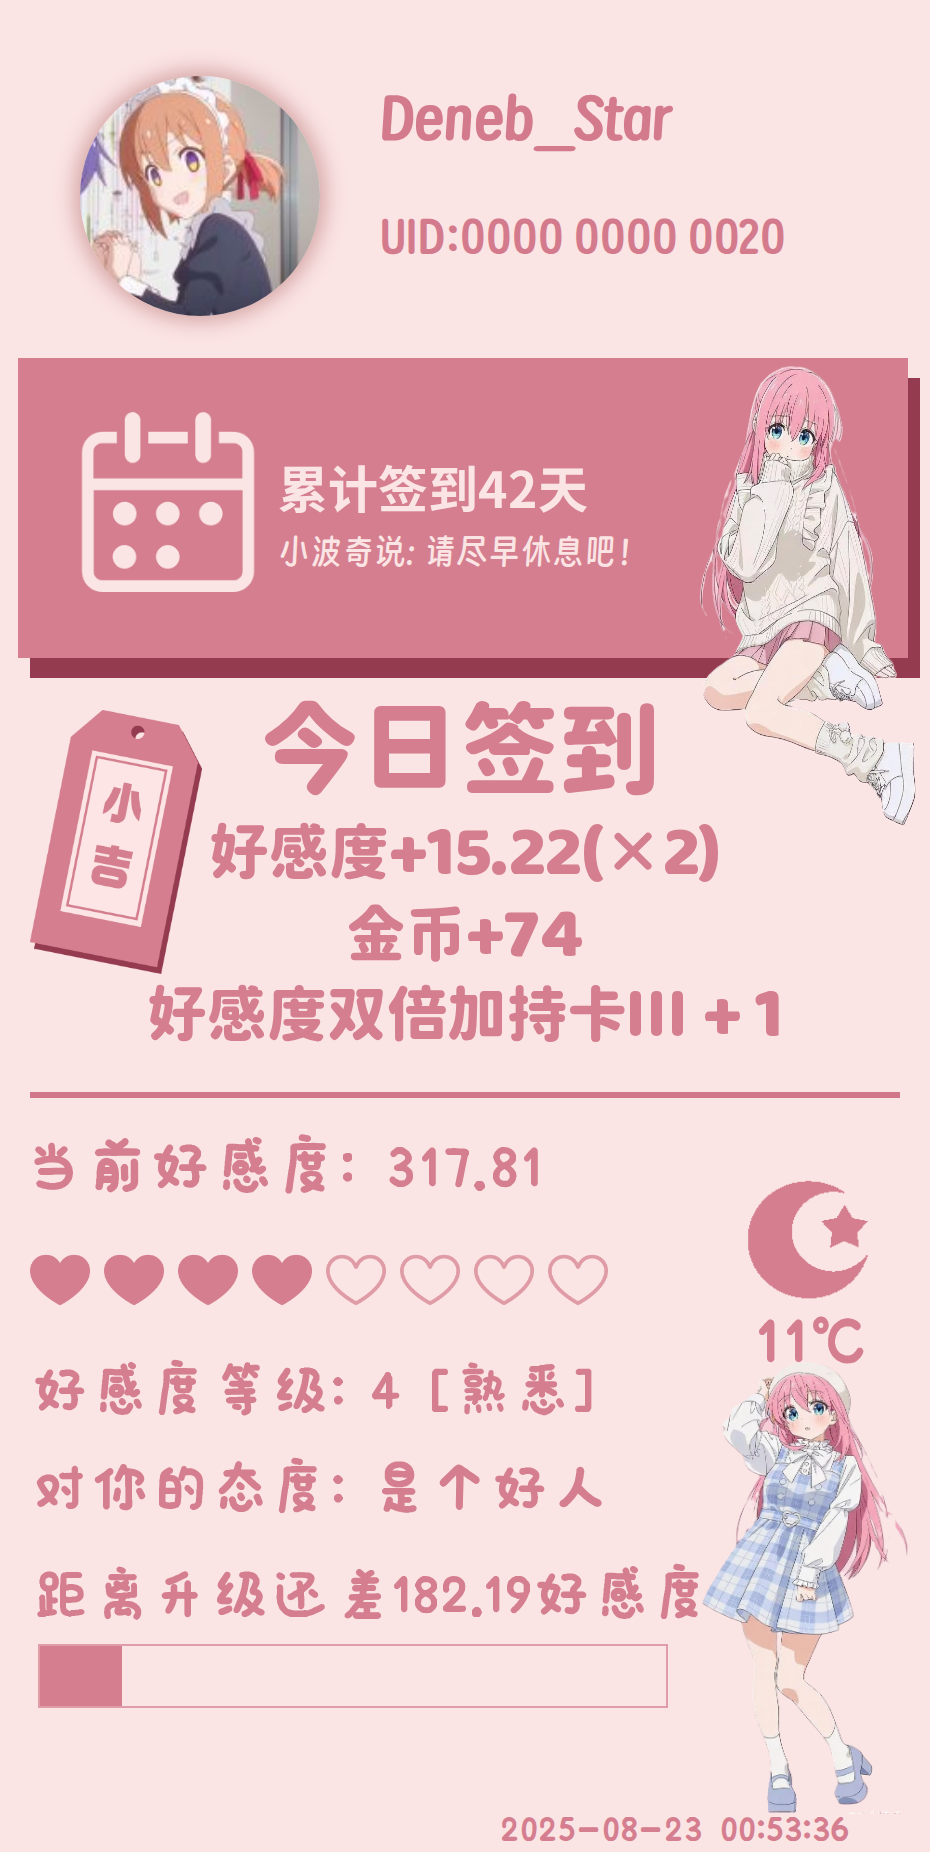 Deneb__Star
UID:0000 0000 0020
累计签到42天
小波奇说: 请尽早休息吧!
今日签到
小吉
好感度+15.22(×2)
金币+74
好感度双倍加持卡III + 1
当前好感度: 317.81
11℃
好感度等级: 4 [熟悉]
对你的态度: 是个好人
距离升级还差182.19好感度
2025-08-23 00:53:36